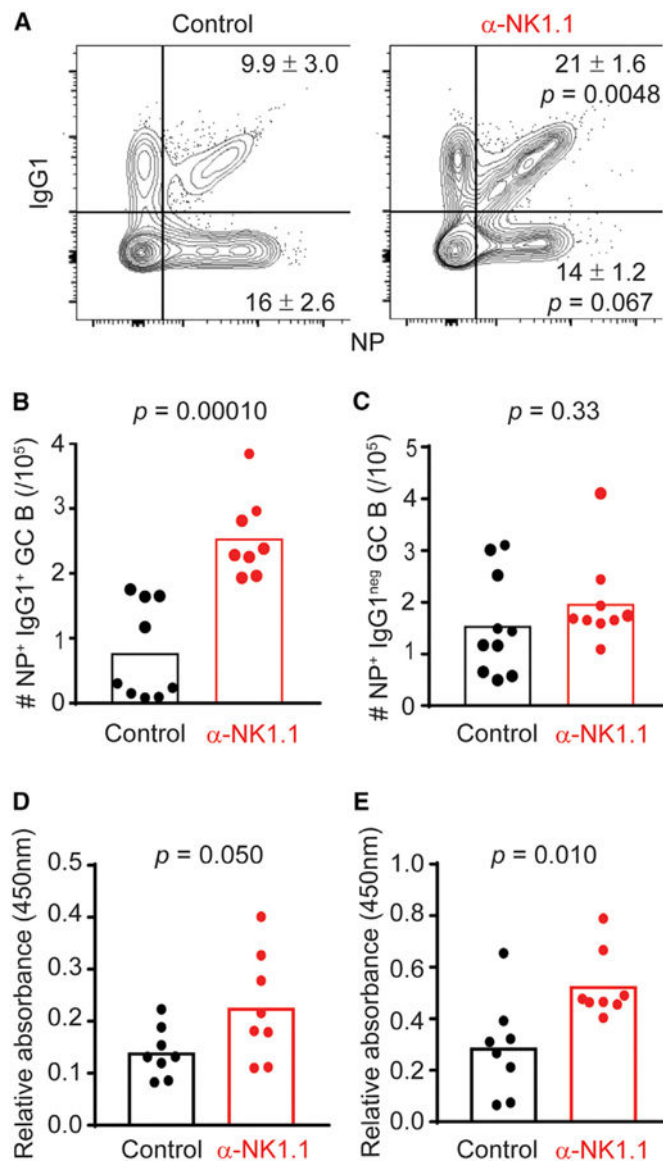 A
Control
α-NK1.1
9.9 ± 3.0
21 ± 1.6
p = 0.0048
IgG1
16 ± 2.6
14 ± 1.2
p = 0.067
NP
B
p = 0.00010
# NP⁺ IgG1⁺ GC B (/10⁵)
4
3
2
1
0
Control
α-NK1.1
C
p = 0.33
# NP⁺ IgG1ⁿᵉᵍ GC B (/10⁵)
5
4
3
2
1
0
Control
α-NK1.1
D
p = 0.050
Relative absorbance (450nm)
0.5
0.4
0.3
0.2
0.1
0.0
Control
α-NK1.1
E
p = 0.010
Relative absorbance (450nm)
1.0
0.8
0.6
0.4
0.2
0.0
Control
α-NK1.1